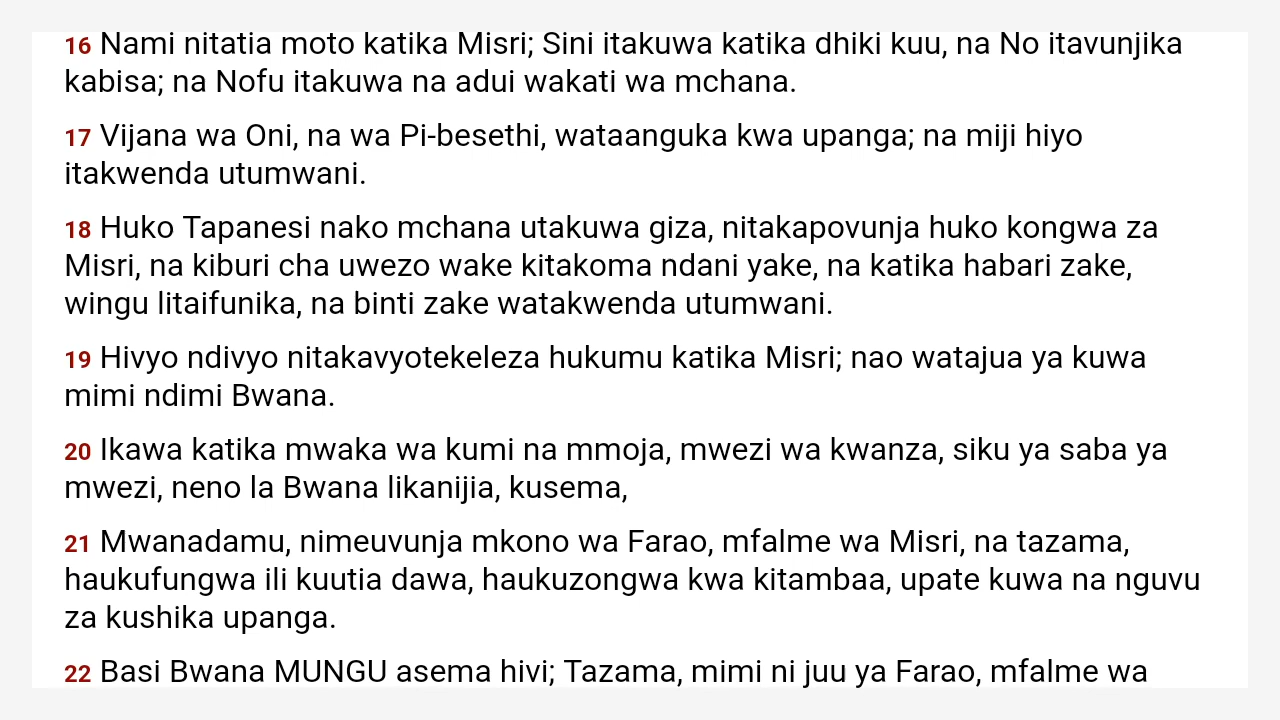 16 Nami nitatia moto katika Misri; Sini itakuwa katika dhiki kuu, na No itavunjika
kabisa; na Nofu itakuwa na adui wakati wa mchana.
17 Vijana wa Oni, na wa Pi-besethi, wataanguka kwa upanga; na miji hiyo
itakwenda utumwani.
18 Huko Tapanesi nako mchana utakuwa giza, nitakapovunja huko kongwa za
Misri, na kiburi cha uwezo wake kitakoma ndani yake, na katika habari zake,
wingu litaifunika, na binti zake watakwenda utumwani.
19 Hivyo ndivyo nitakavyotekeleza hukumu katika Misri; nao watajua ya kuwa
mimi ndimi Bwana.
20 Ikawa katika mwaka wa kumi na mmoja, mwezi wa kwanza, siku ya saba ya
mwezi, neno la Bwana likanijia, kusema,
21 Mwanadamu, nimeuvunja mkono wa Farao, mfalme wa Misri, na tazama,
haukufungwa ili kuutia dawa, haukuzongwa kwa kitambaa, upate kuwa na nguvu
za kushika upanga.
22 Basi Bwana MUNGU asema hivi; Tazama, mimi ni juu ya Farao, mfalme wa